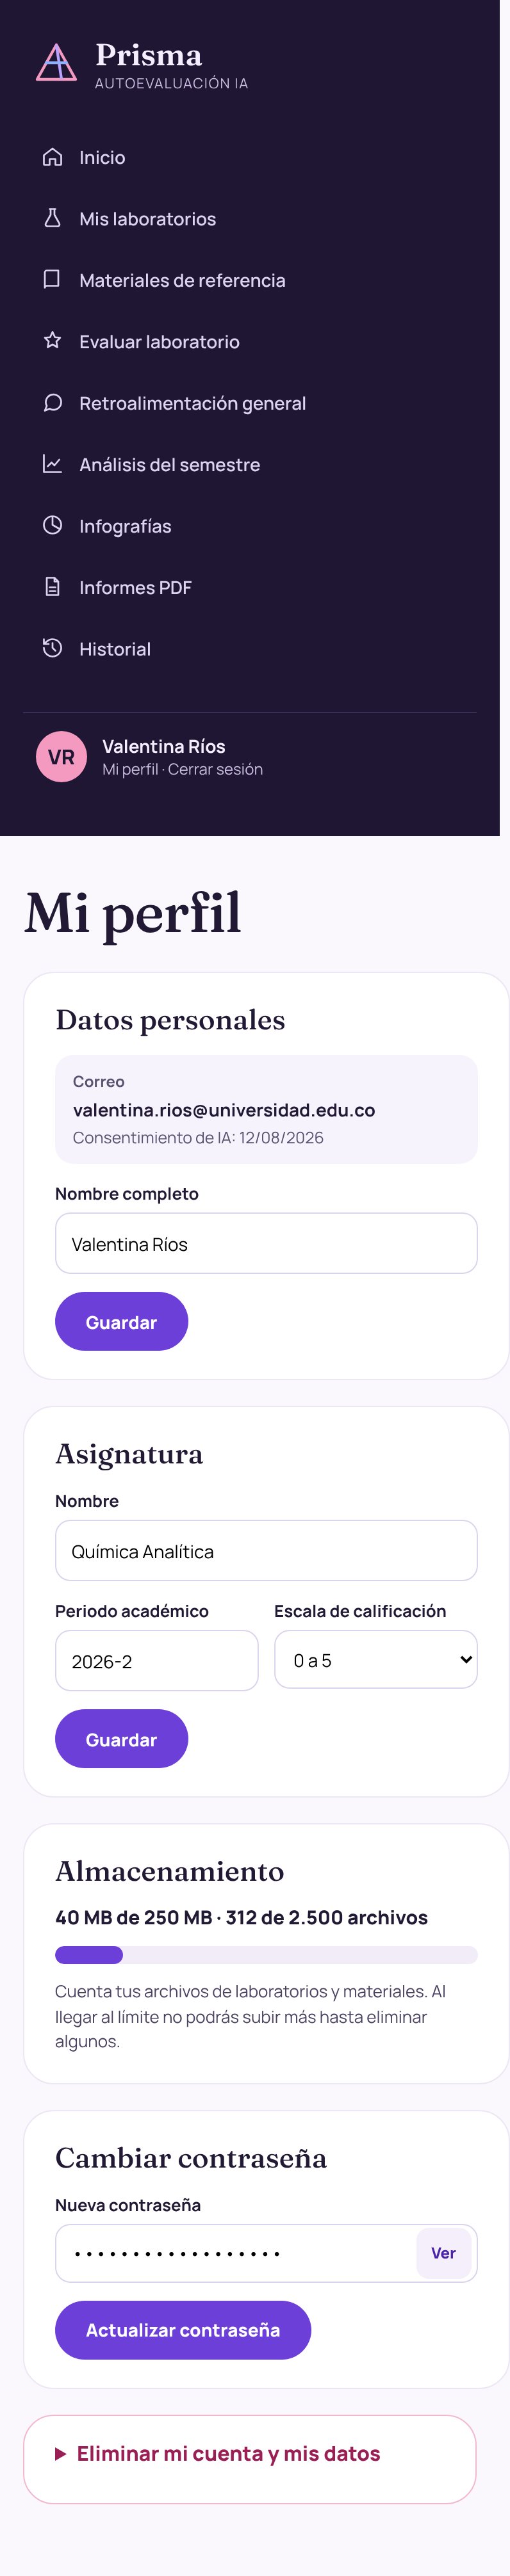 Prisma
AUTOEVALUACIÓN IA
Inicio
Mis laboratorios
Materiales de referencia
Evaluar laboratorio
Retroalimentación general
Análisis del semestre
Infografías
Informes PDF
Historial
VR
Valentina Ríos
Mi perfil · Cerrar sesión
Mi perfil
Datos personales
Correo
valentina.rios@universidad.edu.co
Consentimiento de IA: 12/08/2026
Nombre completo
Valentina Ríos
Guardar
Asignatura
Nombre
Química Analítica
Periodo académico
Escala de calificación
2026-2
0 a 5
Guardar
Almacenamiento
40 MB de 250 MB · 312 de 2.500 archivos
Cuenta tus archivos de laboratorios y materiales. Al
llegar al límite no podrás subir más hasta eliminar
algunos.
Cambiar contraseña
Nueva contraseña
Ver
Actualizar contraseña
Eliminar mi cuenta y mis datos